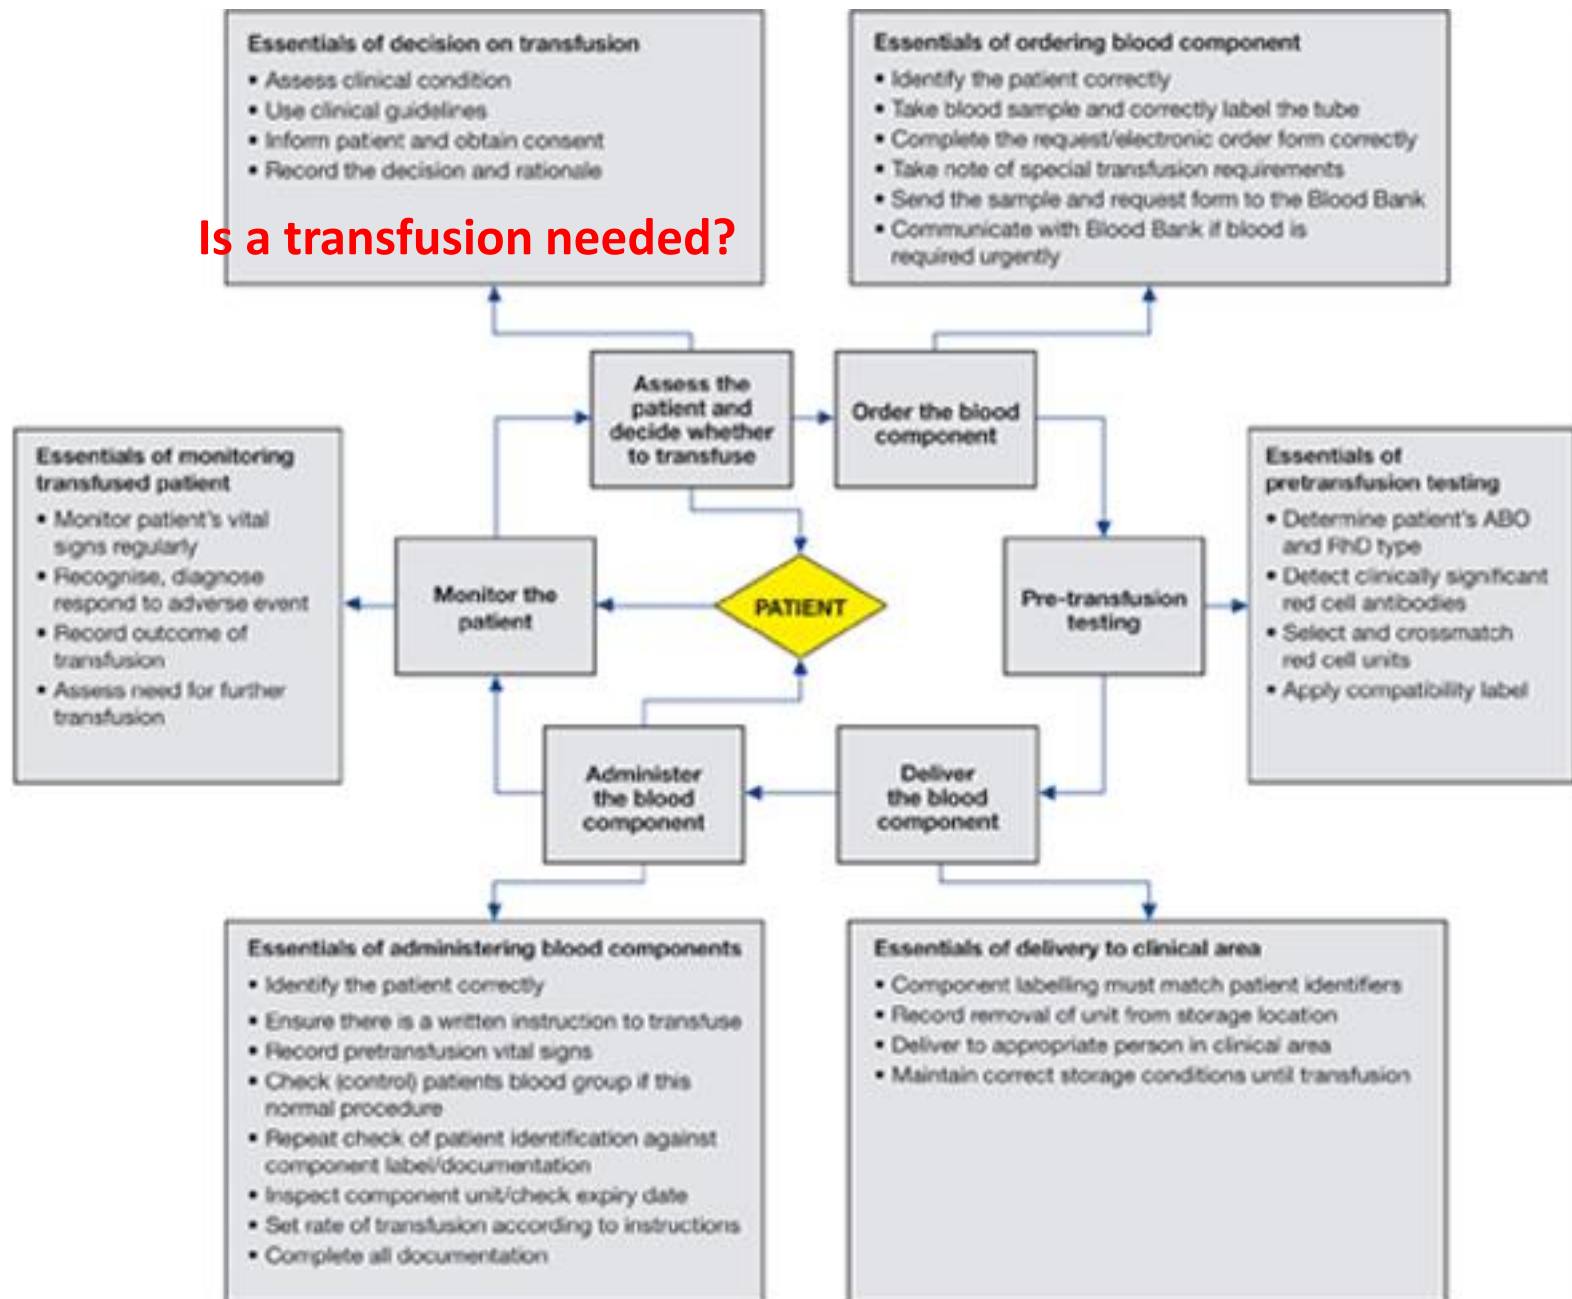 Essentials of decision on transfusion
• Assess clinical condition
• Use clinical guidelines
• Inform patient and obtain consent
• Record the decision and rationale
Is a transfusion needed?
Essentials of ordering blood component
• Identify the patient correctly
• Take blood sample and correctly label the tube
• Complete the request/electronic order form correctly
• Take note of special transfusion requirements
• Send the sample and request form to the Blood Bank
• Communicate with Blood Bank if blood is
required urgently
Assess the
patient and
decide whether
to transfuse
Order the blood
component
Essentials of monitoring
transfused patient
• Monitor patient's vital
signs regularly
• Recognise, diagnose
respond to adverse event
• Record outcome of
transfusion
• Assess need for further
transfusion
Monitor the
patient
PATIENT
Pre-transfusion
testing
Essentials of
pretransfusion testing
• Determine patient's ABO
and RhD type
• Detect clinically significant
red cell antibodies
• Select and crossmatch
red cell units
• Apply compatibility label
Administer
the blood
component
Deliver
the blood
component
Essentials of administering blood components
• Identify the patient correctly
• Ensure there is a written instruction to transfuse
• Record pretransfusion vital signs
• Check (control) patients blood group if this
normal procedure
• Repeat check of patient identification against
component label/documentation
• Inspect component unit/check expiry date
• Set rate of transfusion according to instructions
• Complete all documentation
Essentials of delivery to clinical area
• Component labelling must match patient identifiers
• Record removal of unit from storage location
• Deliver to appropriate person in clinical area
• Maintain correct storage conditions until transfusion